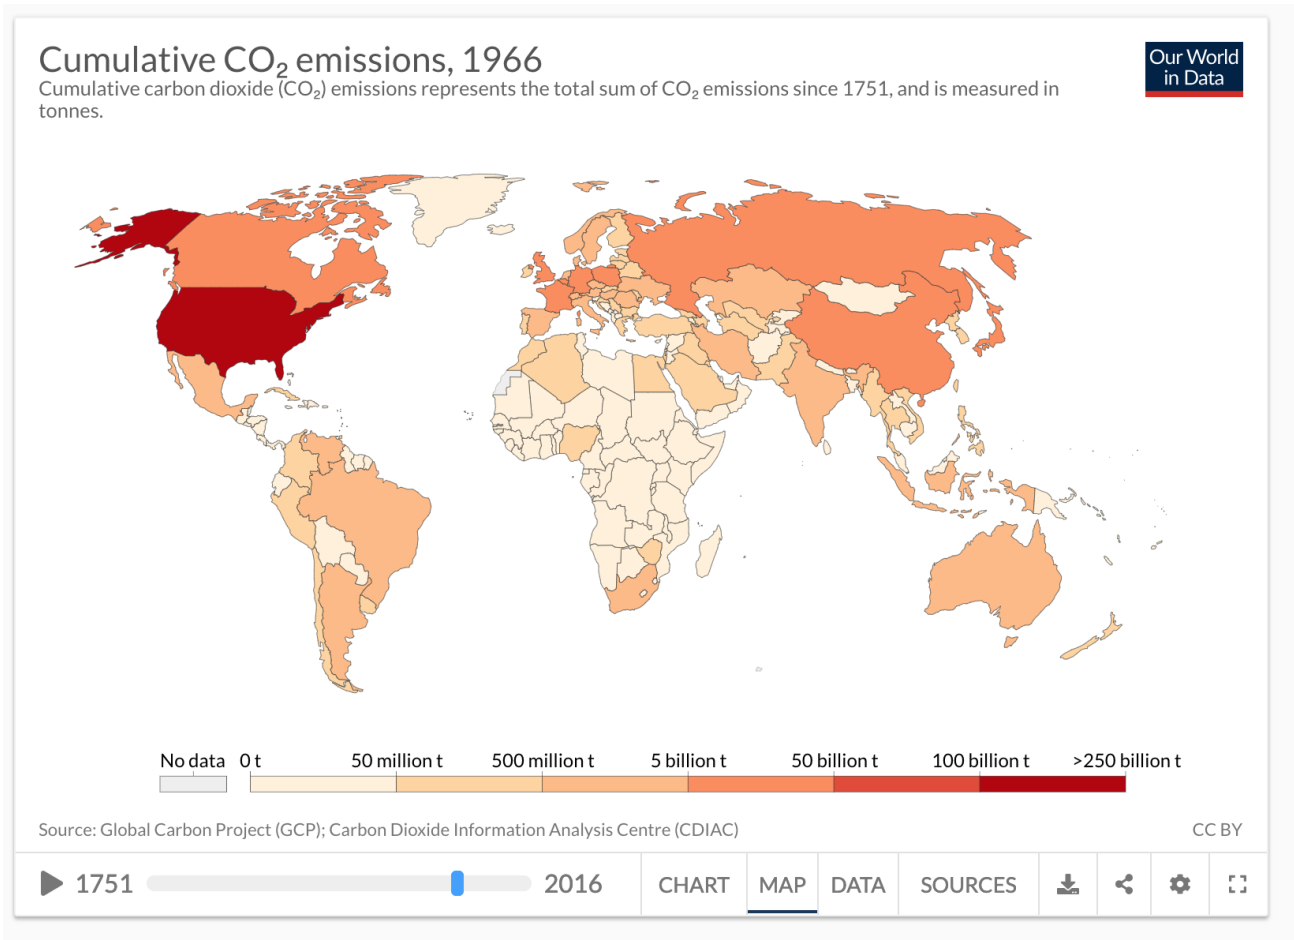 Cumulative CO₂ emissions, 1966
Cumulative carbon dioxide (CO₂) emissions represents the total sum of CO₂ emissions since 1751, and is measured in
tonnes.
Our World
in Data
No data 0 t 50 million t 500 million t 5 billion t 50 billion t 100 billion t >250 billion t
Source: Global Carbon Project (GCP); Carbon Dioxide Information Analysis Centre (CDIAC) CC BY
1751 2016 CHART MAP DATA SOURCES